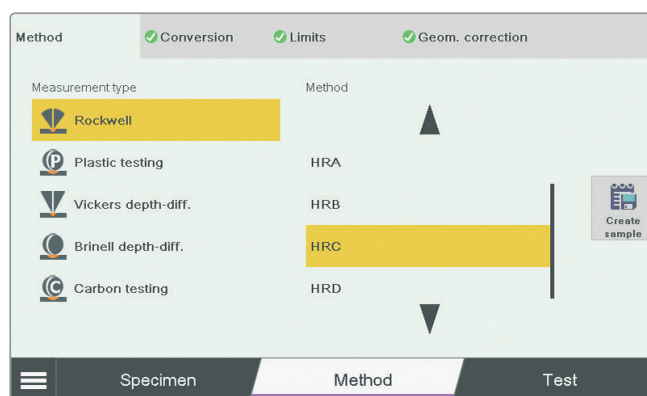 Method
Conversion
Limits
Geom. correction
Measurement type
Method
Rockwell
P Plastic testing
HRA
Vickers depth-diff.
HRB
Create
sample
Brinell depth-diff.
HRC
C Carbon testing
HRD
Specimen
Method
Test